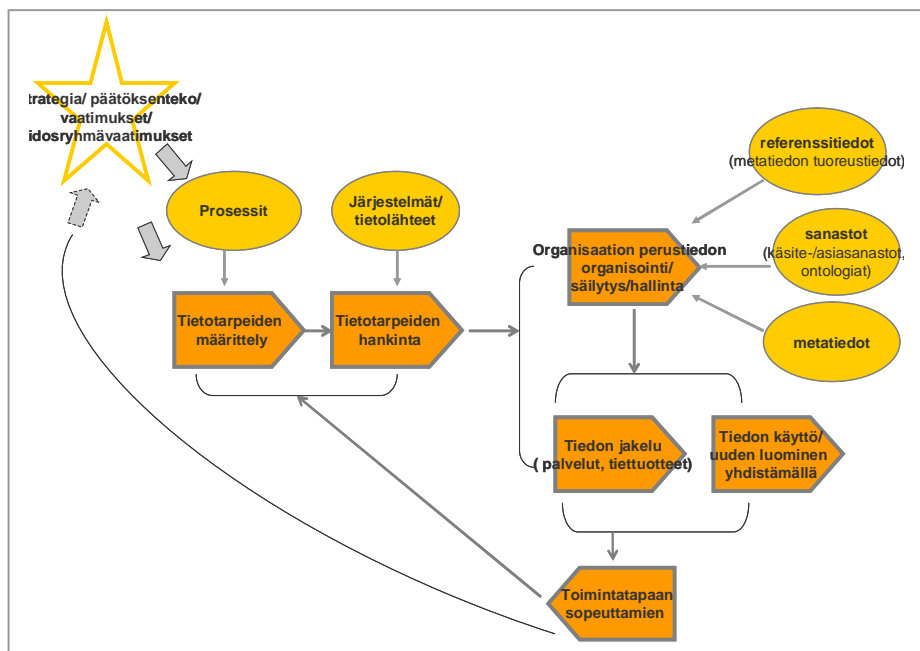 trategia/ päätöksenteko/
vaatimukset/
idosryhmävaatimukset
Prosessit
Järjestelmät/
tietolähteet
referenssitiedot
(metatiedon tuoreustiedot)
sanastot
(käsite-/asiasanastot,
ontologiat)
metatiedot
Organisaation perustiedon
organisointi/
säilytys/hallinta
Tietotarpeiden
määrittely
Tietotarpeiden
hankinta
Tiedon jakelu
( palvelut, tiettuotteet)
Tiedon käyttö/
uuden luominen
yhdistämällä
Toimintatapaan
sopeuttamien